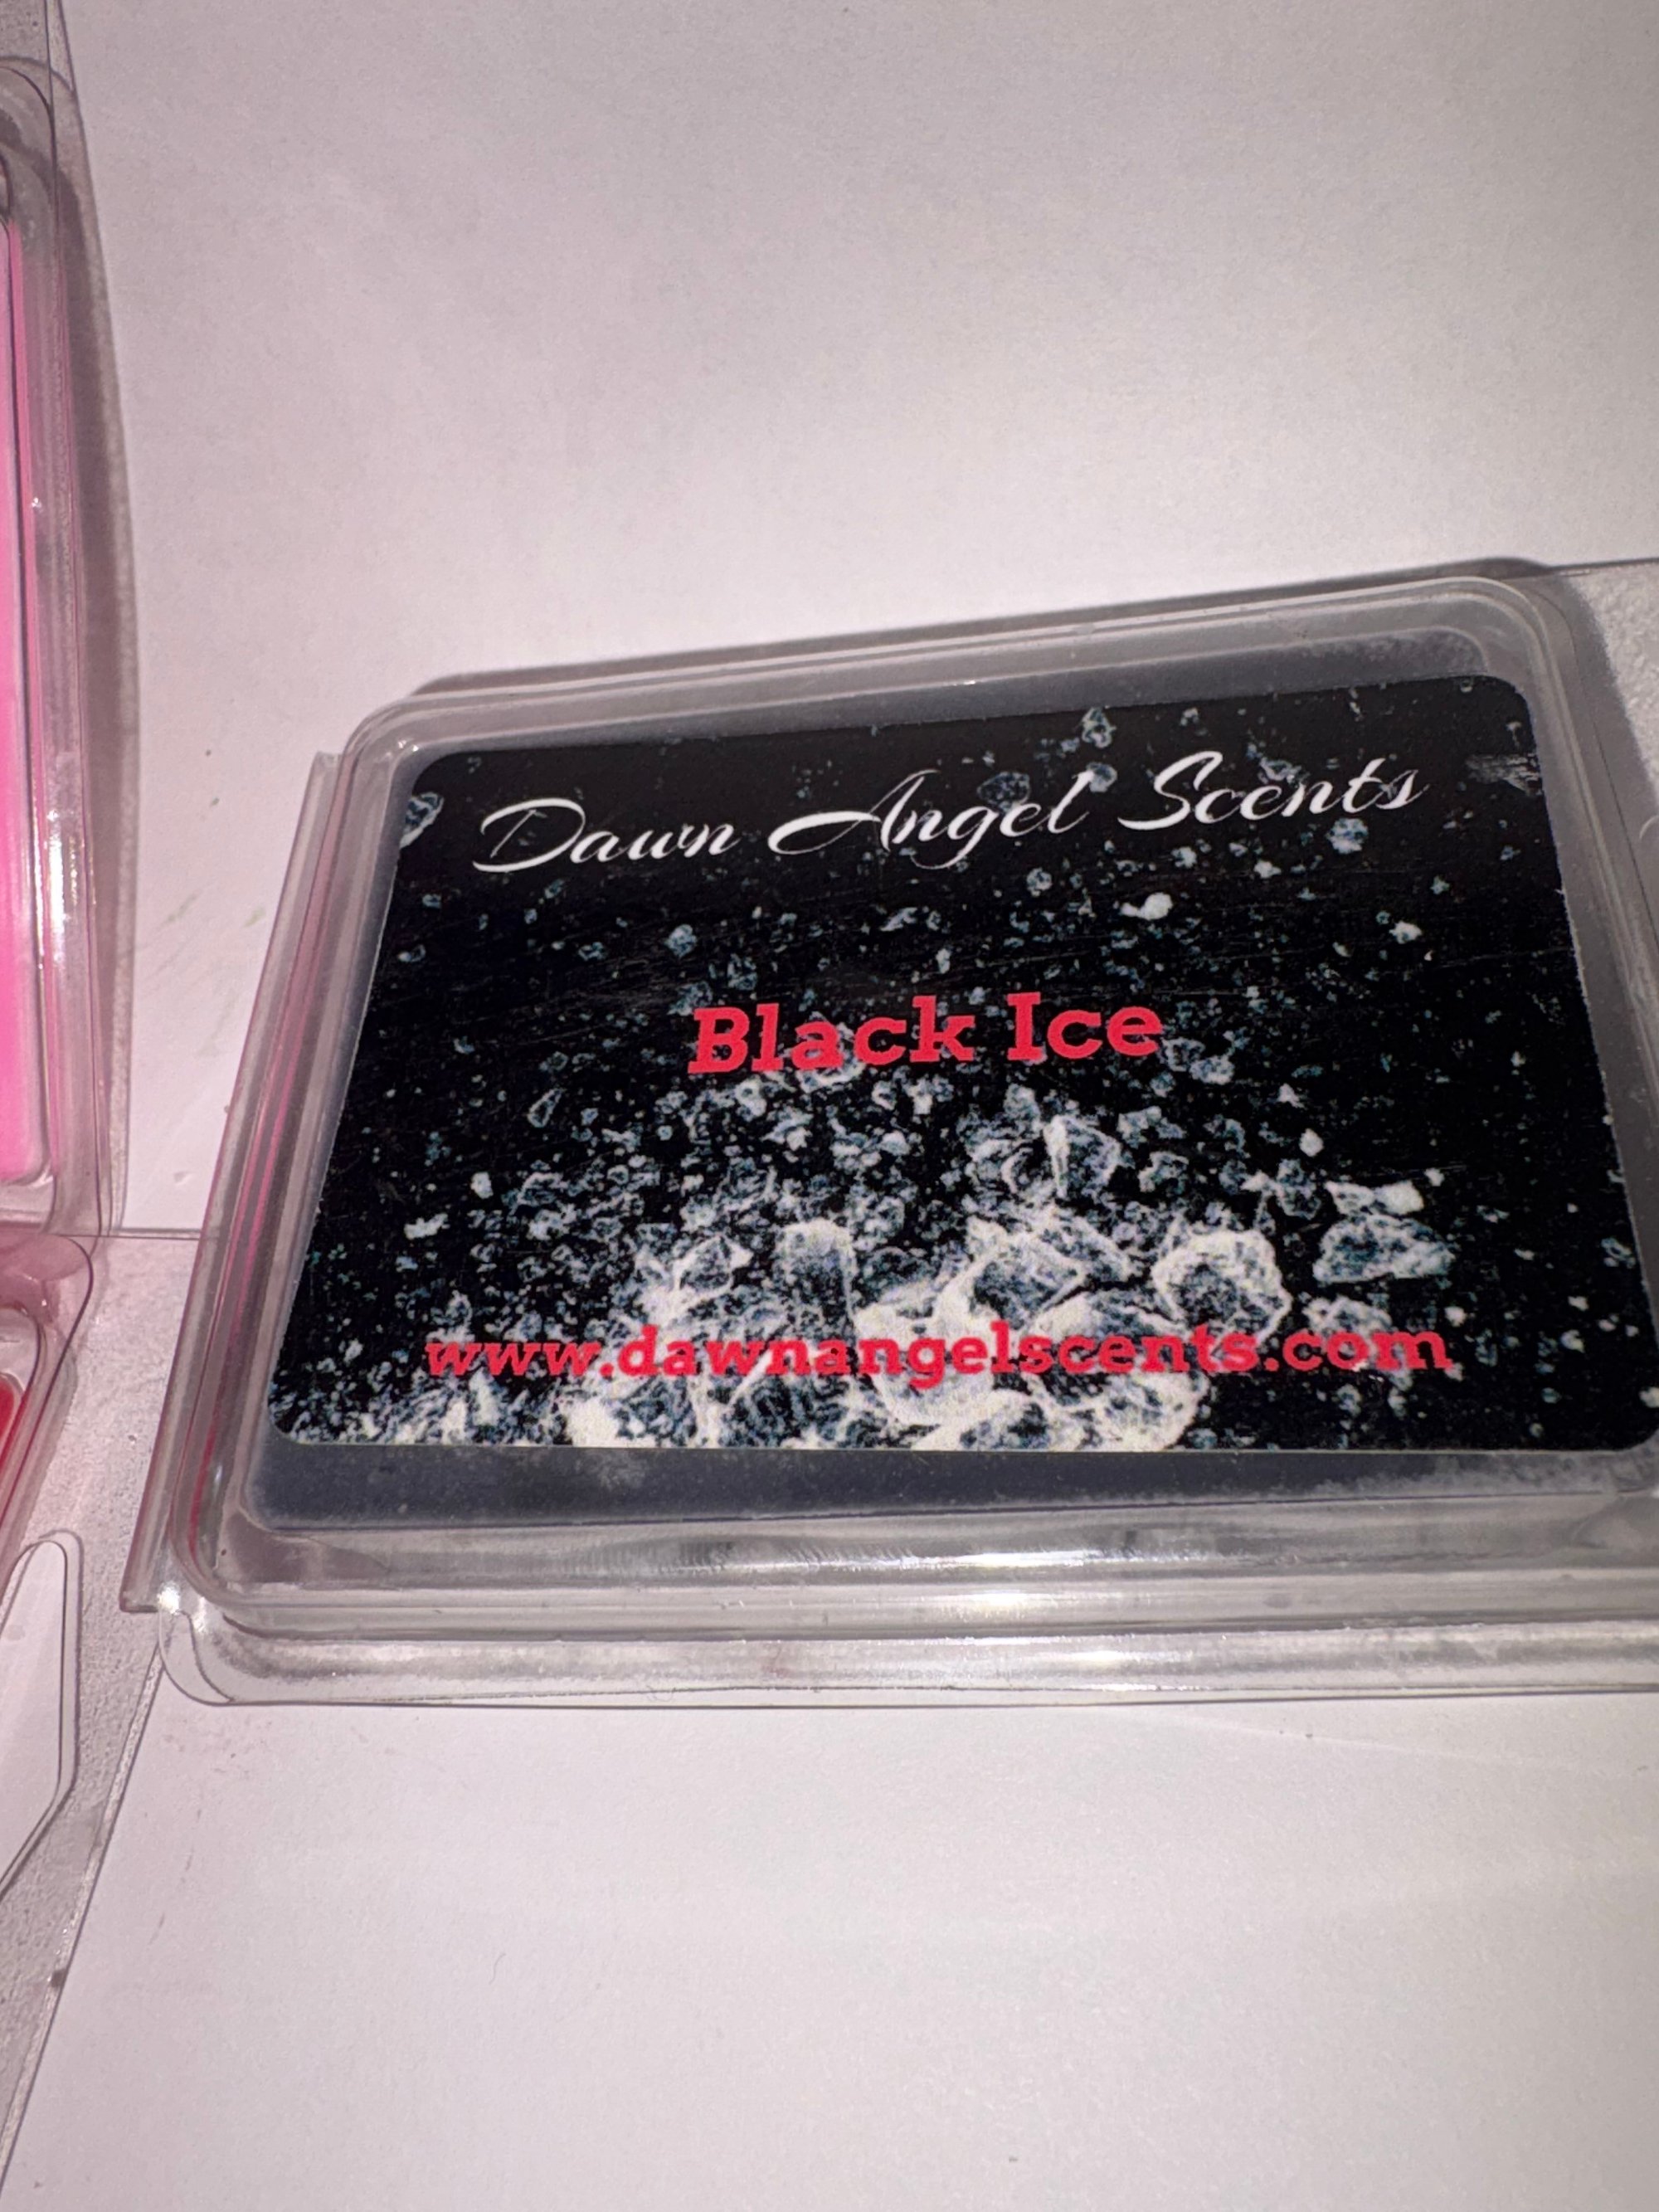 Dawn Angel Scents
Black Ice
www.dawnangelscents.com